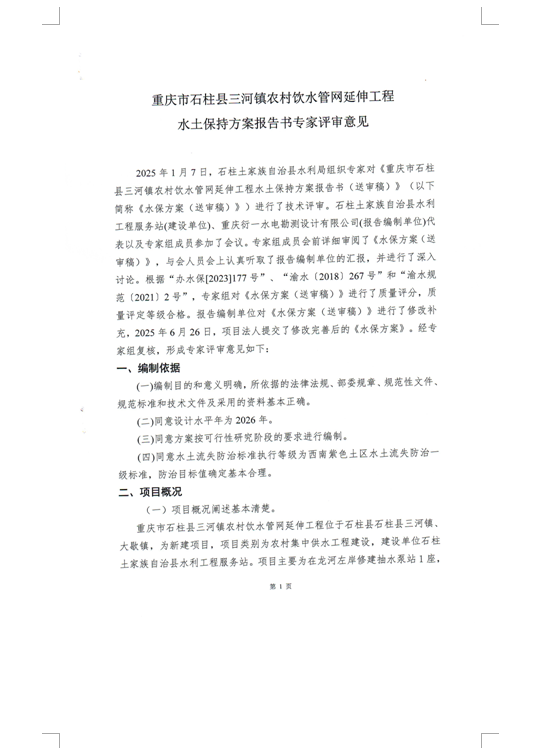 重庆市石柱县三河镇农村饮水管网延伸工程
水土保持方案报告书专家评审意见
2025 年 1 月 7 日，石柱土家族自治县水利局组织专家对《重庆市石柱
县三河镇农村饮水管网延伸工程水土保持方案报告书（送审稿）》（以下
简称《水保方案（送审稿）》）进行了技术评审。石柱土家族自治县水利
工程服务站(建设单位)、重庆衍一水电勘测设计有限公司(报告编制单位)代
表以及专家组成员参加了会议。专家组成员会前详细审阅了《水保方案（送
审稿）》，与会人员会上认真听取了报告编制单位的汇报，并进行了深入
讨论。根据“办水保[2023]177 号”、“渝水〔2018〕267 号”和“渝水规
范〔2021〕2 号”，专家组对《水保方案（送审稿）》进行了质量评分，质
量评定等级合格。报告编制单位对《水保方案（送审稿）》进行了修改补
充，2025 年 6 月 26 日，项目法人提交了修改完善后的《水保方案》。经专
家组复核，形成专家评审意见如下：
一、编制依据
(一)编制目的和意义明确，所依据的法律法规、部委规章、规范性文件、
规范标准和技术文件及采用的资料基本正确。
(二)同意设计水平年为 2026 年。
(三)同意方案按可行性研究阶段的要求进行编制。
(四)同意水土流失防治标准执行等级为西南紫色土区水土流失防治一
级标准，防治目标值确定基本合理。
二、项目概况
（一）项目概况阐述基本清楚。
重庆市石柱县三河镇农村饮水管网延伸工程位于石柱县石柱县三河镇、
大歇镇，为新建项目，项目类别为农村集中供水工程建设，建设单位石柱
土家族自治县水利工程服务站。项目主要为在龙河左岸修建抽水泵站 1 座，
第 1 页